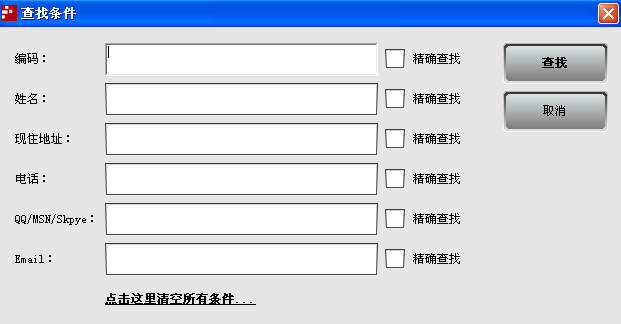 查找条件
编码： 精确查找 查找
姓名： 精确查找 取消
现住地址： 精确查找
电话： 精确查找
QQ/MSN/Skpye： 精确查找
Email： 精确查找
点击这里清空所有条件...